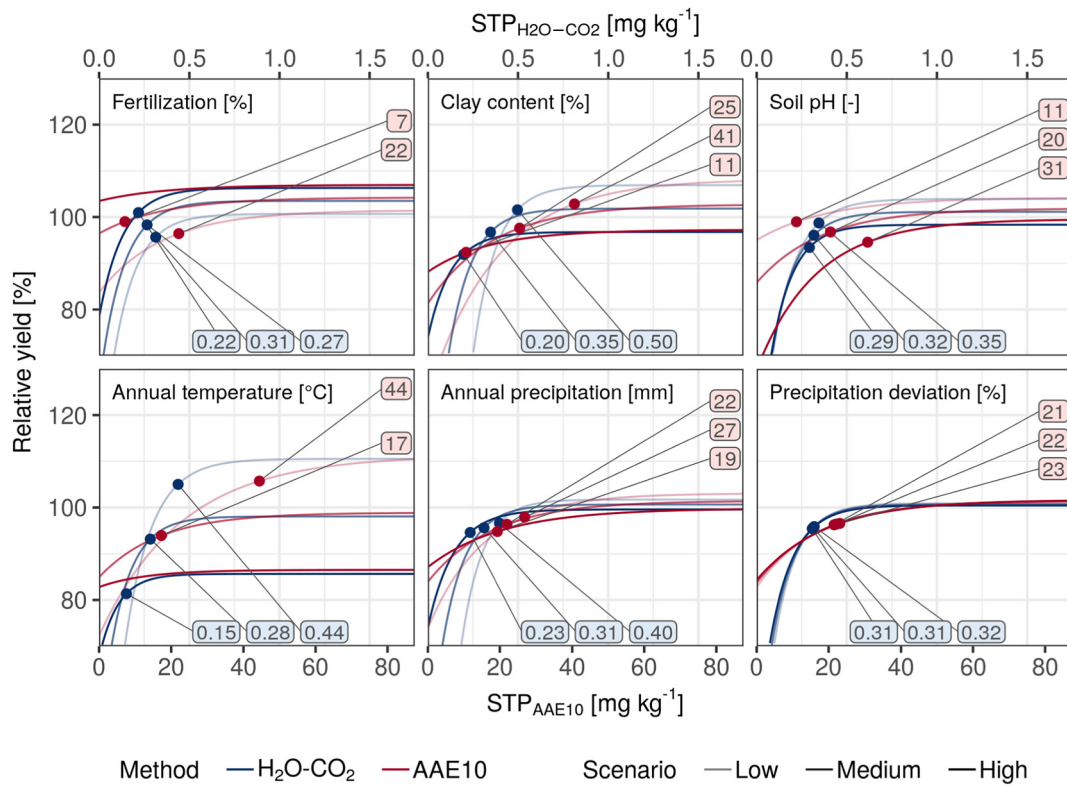 STP_H2O−CO2 [mg kg⁻¹]
0.0 0.5 1.0 1.5 0.0 0.5 1.0 1.5 0.0 0.5 1.0 1.5
Relative yield [%]
Fertilization [%]
120
100
80
7
22
0.22 0.31 0.27
Clay content [%]
25
41
11
0.20 0.35 0.50
Soil pH [-]
11
20
31
0.29 0.32 0.35
Annual temperature [°C]
120
100
80
44
17
0.15 0.28 0.44
Annual precipitation [mm]
22
27
19
0.23 0.31 0.40
Precipitation deviation [%]
21
22
23
0.31 0.31 0.32
0 20 40 60 80 0 20 40 60 80 0 20 40 60 80
STP_AAE10 [mg kg⁻¹]
Method H₂O-CO₂ AAE10 Scenario Low Medium High